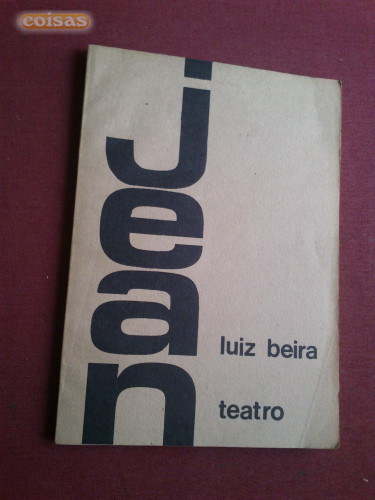 coisas
jean
luiz beira
teatro